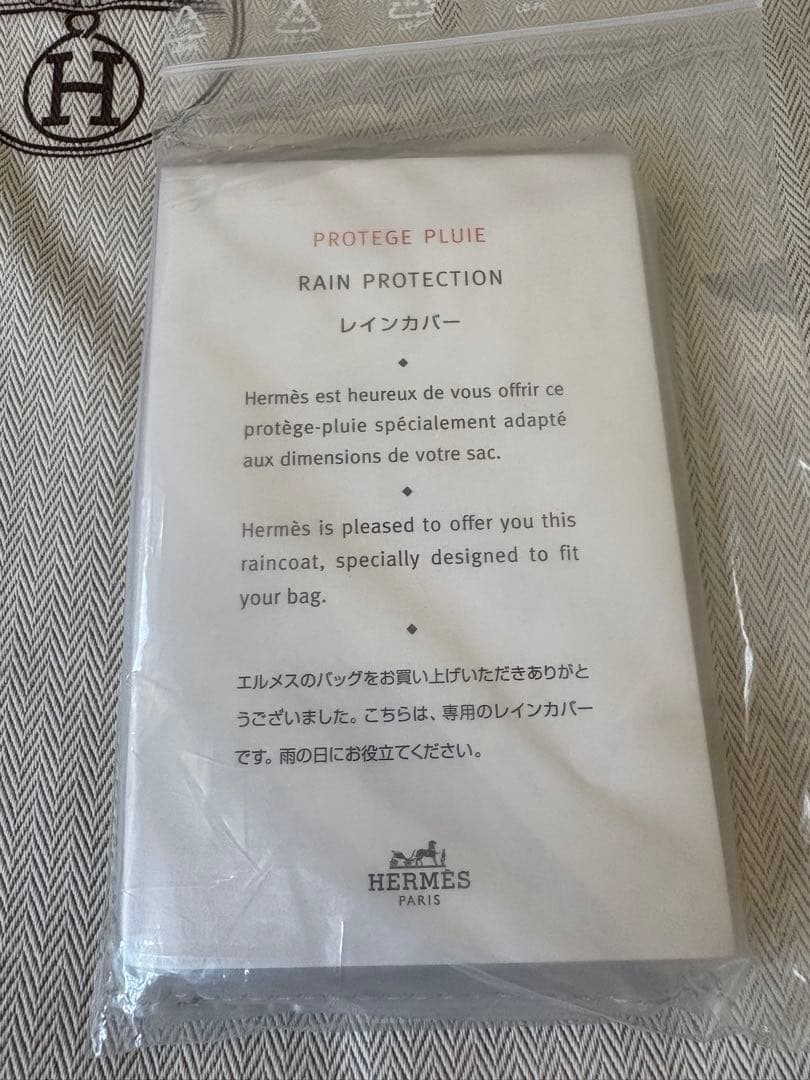 H
PROTEGE PLUIE
RAIN PROTECTION
レインカバー
Hermès est heureux de vous offrir ce
protège-pluie spécialement adapté
aux dimensions de votre sac.
Hermès is pleased to offer you this
raincoat, specially designed to fit
your bag.
エルメスのバッグをお買い上げいただきありがと
うございました。こちらは、専用のレインカバー
です。雨の日にお役立てください。
HERMÈS
PARIS